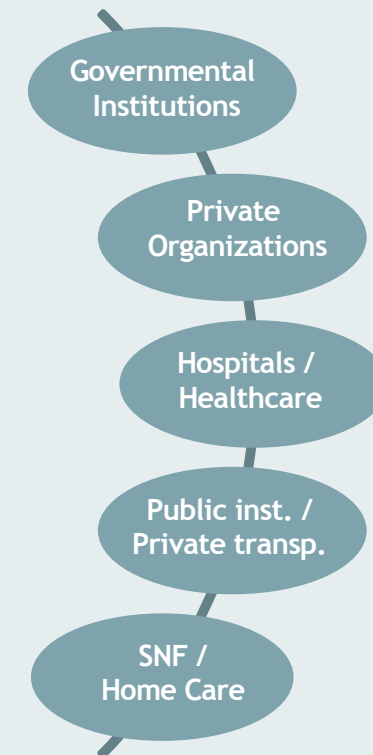 Governmental
Institutions
Private
Organizations
Hospitals /
Healthcare
Public inst. /
Private transp.
SNF /
Home Care